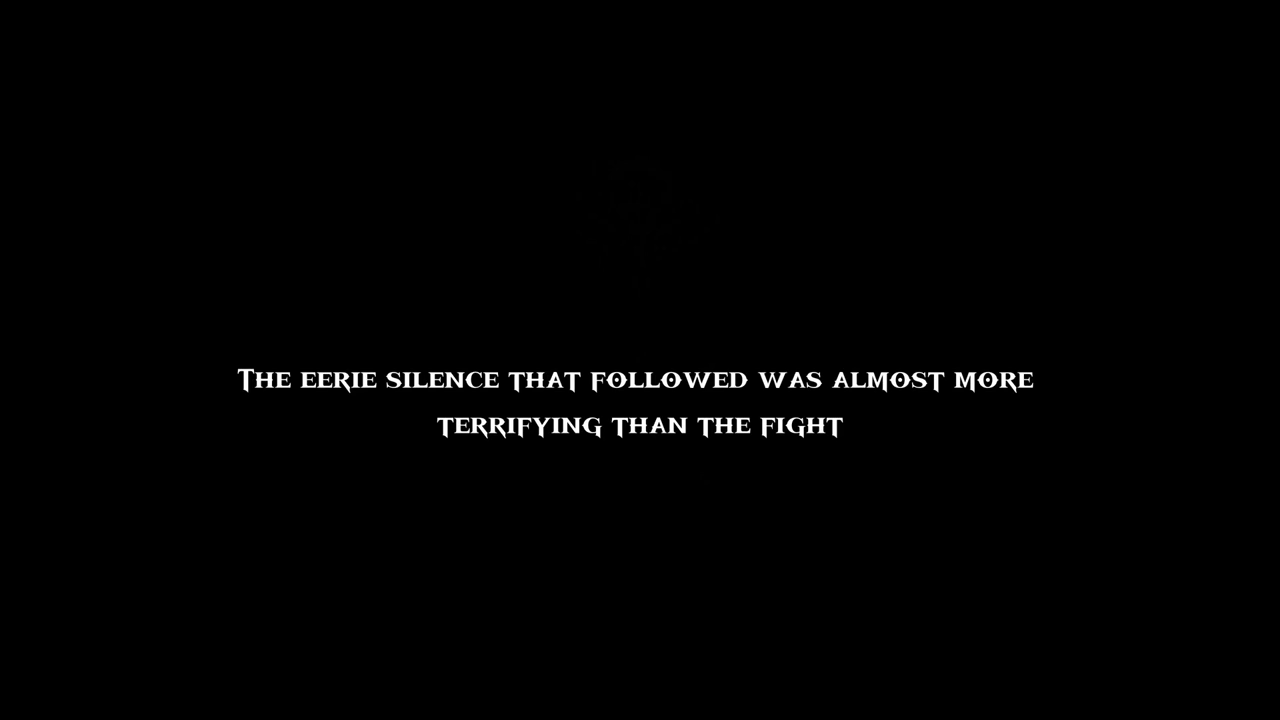 The eerie silence that followed was almost more
terrifying than the fight